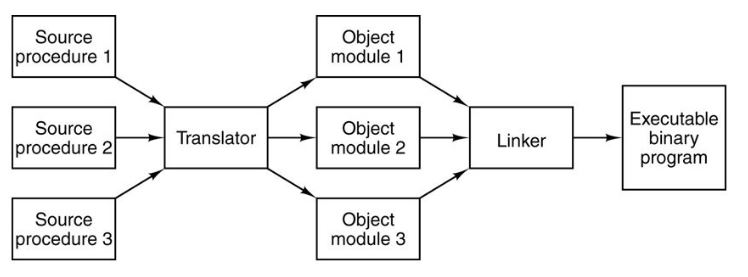 Source
procedure 1
Object
module 1
Source
procedure 2
Translator
Object
module 2
Linker
Executable
binary
program
Source
procedure 3
Object
module 3